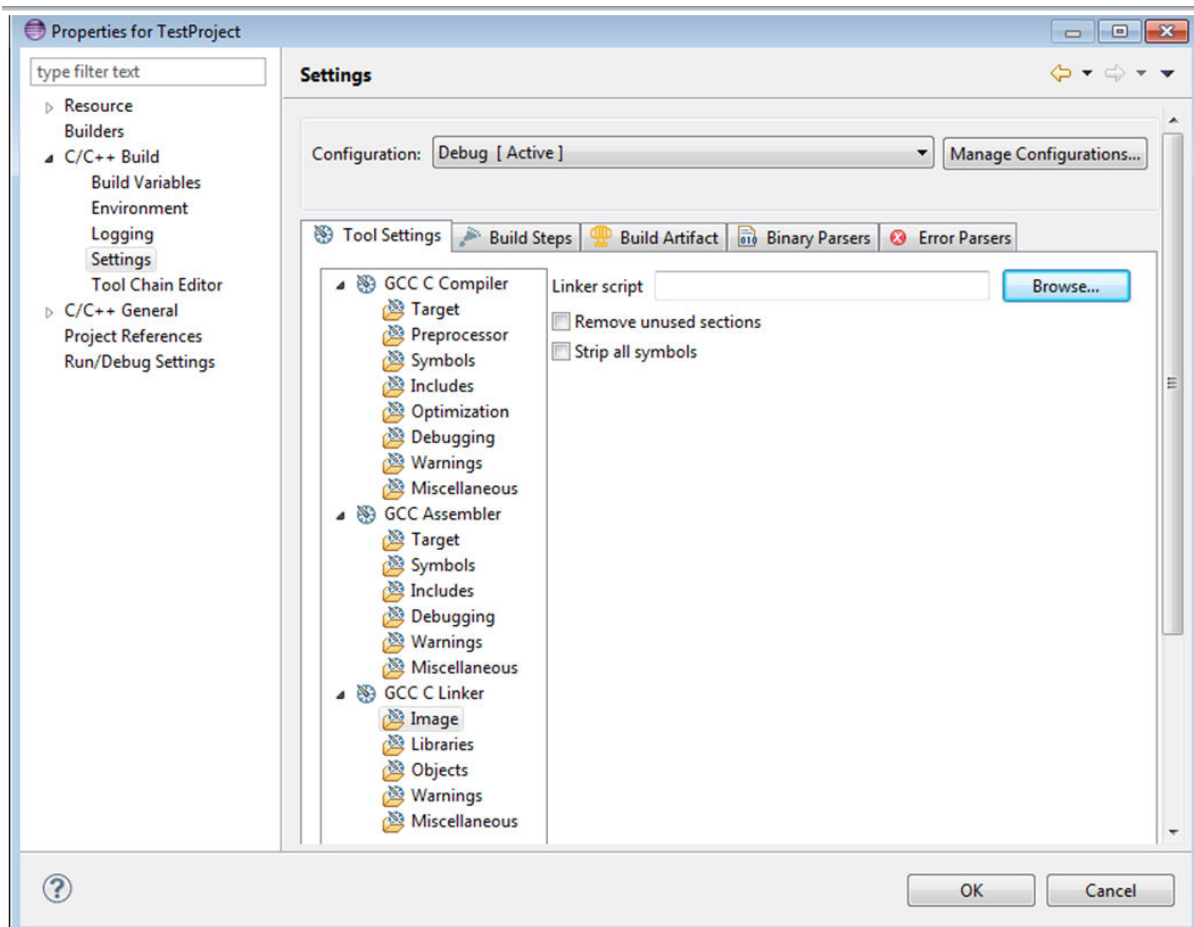 Properties for TestProject
type filter text
Resource
Builders
C/C++ Build
Build Variables
Environment
Logging
Settings
Tool Chain Editor
C/C++ General
Project References
Run/Debug Settings
Settings
Configuration: Debug [ Active ] Manage Configurations...
Tool Settings Build Steps Build Artifact Binary Parsers Error Parsers
GCC C Compiler
Target
Preprocessor
Symbols
Includes
Optimization
Debugging
Warnings
Miscellaneous
GCC Assembler
Target
Symbols
Includes
Debugging
Warnings
Miscellaneous
GCC C Linker
Image
Libraries
Objects
Warnings
Miscellaneous
Linker script Browse...
Remove unused sections
Strip all symbols
? OK Cancel